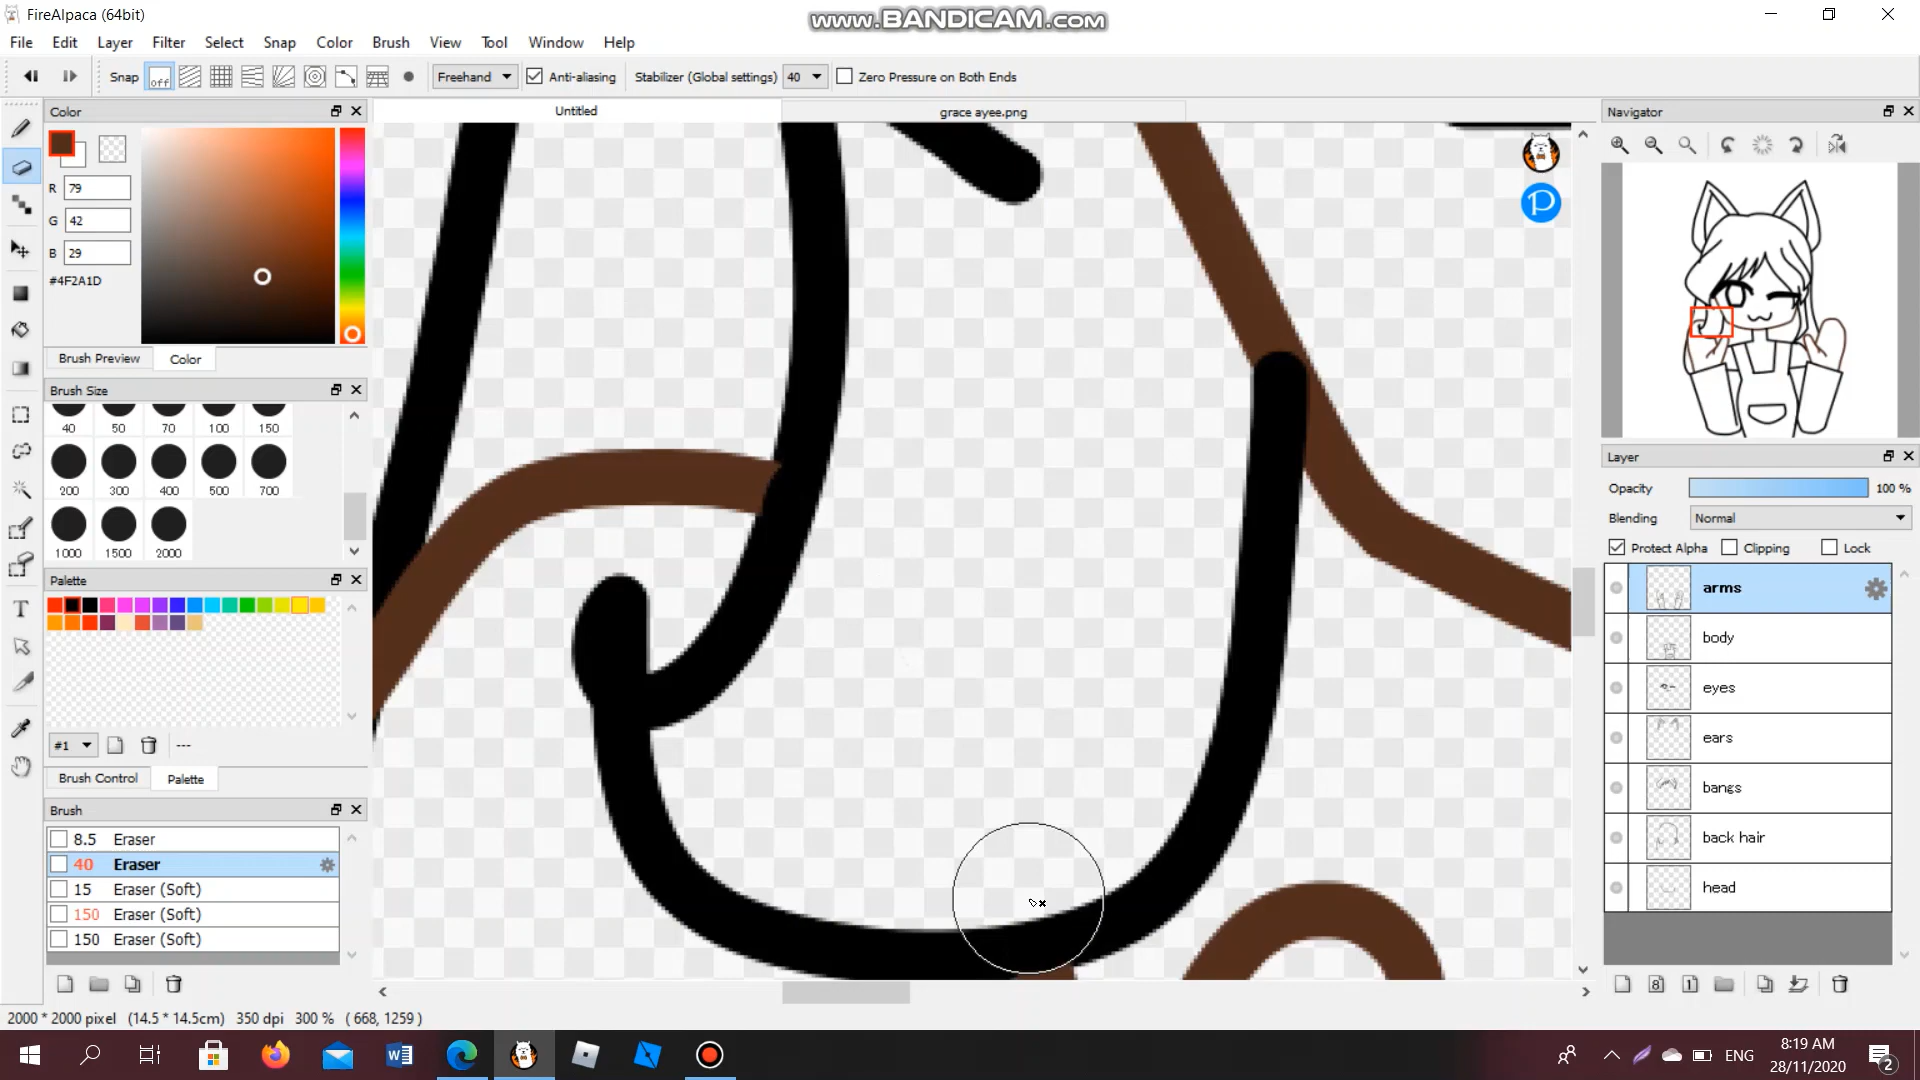 FireAlpaca (64bit)
www.BANDICAM.com
File Edit Layer Filter Select Snap Color Brush View Tool Window Help
Snap off Freehand Anti-aliasing Stabilizer (Global settings) 40 Zero Pressure on Both Ends
Color
Untitled
grace ayee.png
Navigator
R 79
G 42
B 29
#4F2A1D
Brush Preview Color
Brush Size
40 50 70 100 150
200 300 400 500 700
1000 1500 2000
Palette
#1 ---
Brush Control Palette
Brush
8.5 Eraser
40 Eraser
15 Eraser (Soft)
150 Eraser (Soft)
150 Eraser (Soft)
Layer
Opacity 100 %
Blending Normal
Protect Alpha Clipping Lock
arms
body
eyes
ears
bangs
back hair
head
8 1
2000 * 2000 pixel (14.5 * 14.5cm) 350 dpi 300 % ( 668, 1259 )
ENG
8:19 AM
28/11/2020
2